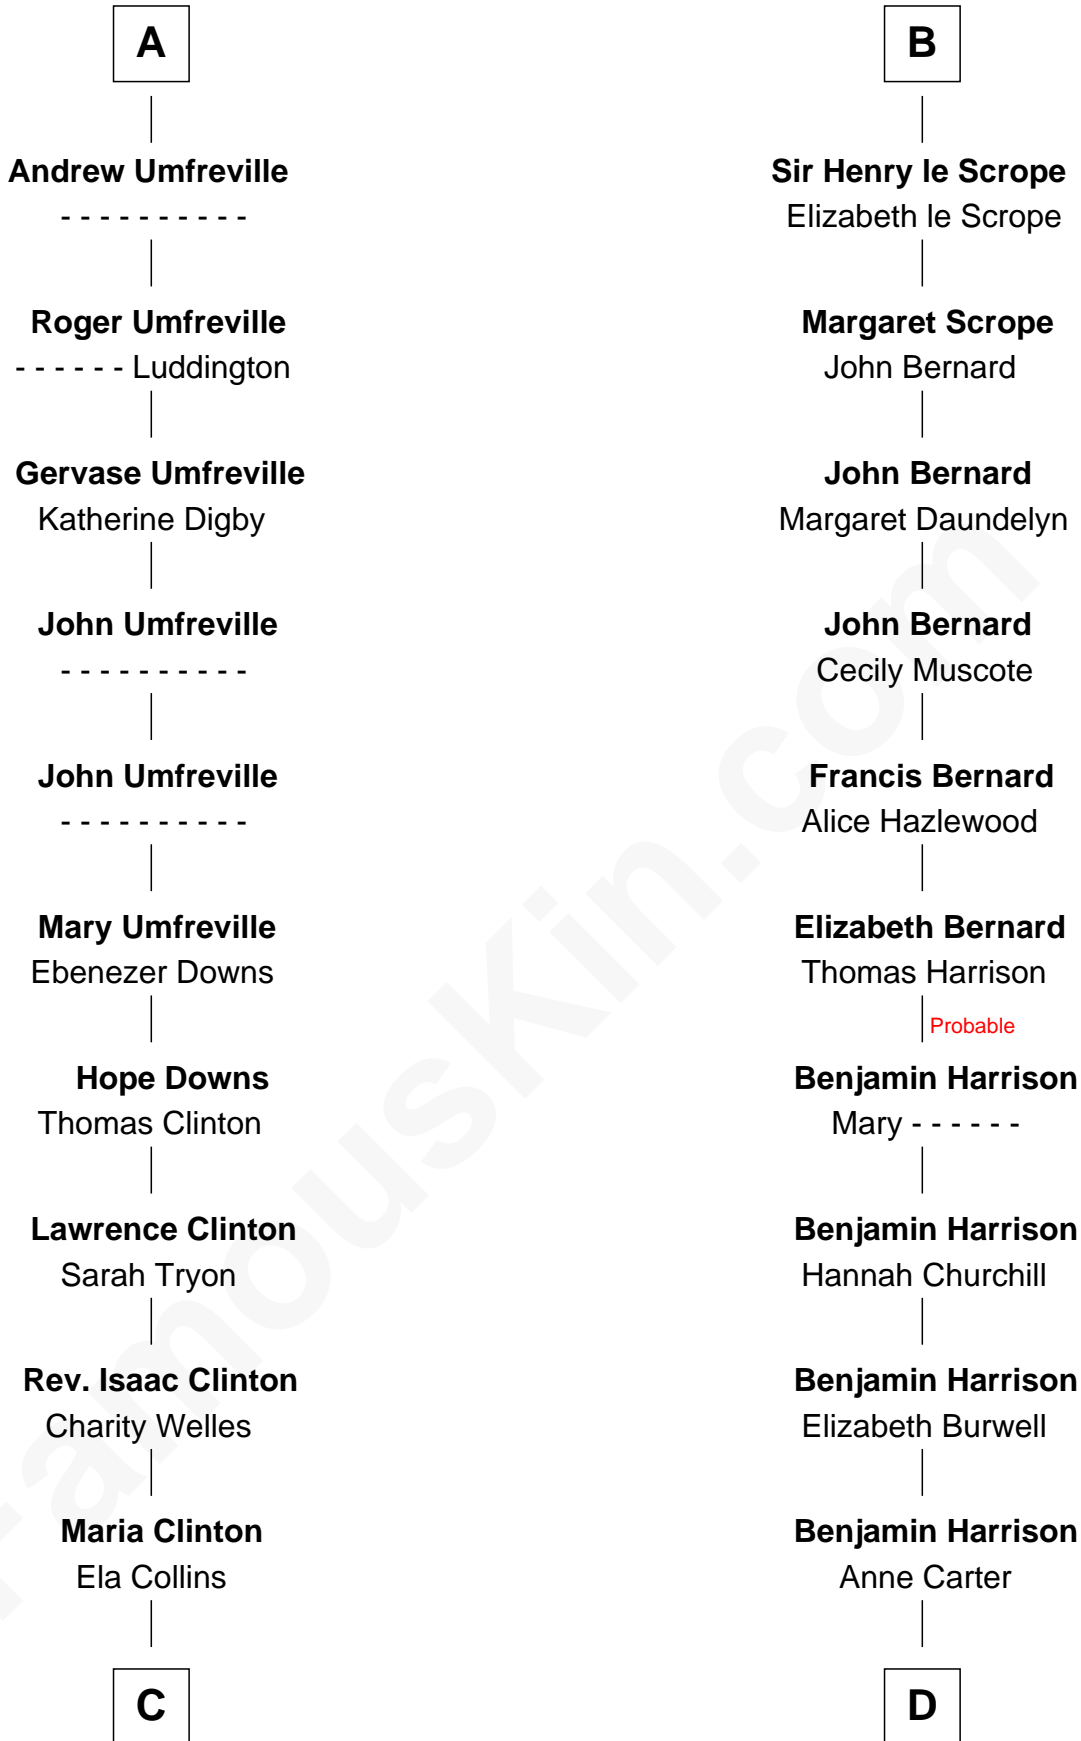 A
Andrew Umfreville
- - - - - - - - - -
Roger Umfreville
- - - - - - Luddington
Gervase Umfreville
Katherine Digby
John Umfreville
- - - - - - - - - -
John Umfreville
- - - - - - - - - -
Mary Umfreville
Ebenezer Downs
Hope Downs
Thomas Clinton
Lawrence Clinton
Sarah Tryon
Rev. Isaac Clinton
Charity Welles
Maria Clinton
Ela Collins
C
B
Sir Henry le Scrope
Elizabeth le Scrope
Margaret Scrope
John Bernard
John Bernard
Margaret Daundelyn
John Bernard
Cecily Muscote
Francis Bernard
Alice Hazlewood
Elizabeth Bernard
Thomas Harrison
Probable
Benjamin Harrison
Mary - - - - - -
Benjamin Harrison
Hannah Churchill
Benjamin Harrison
Elizabeth Burwell
Benjamin Harrison
Anne Carter
D
FamousKin.com